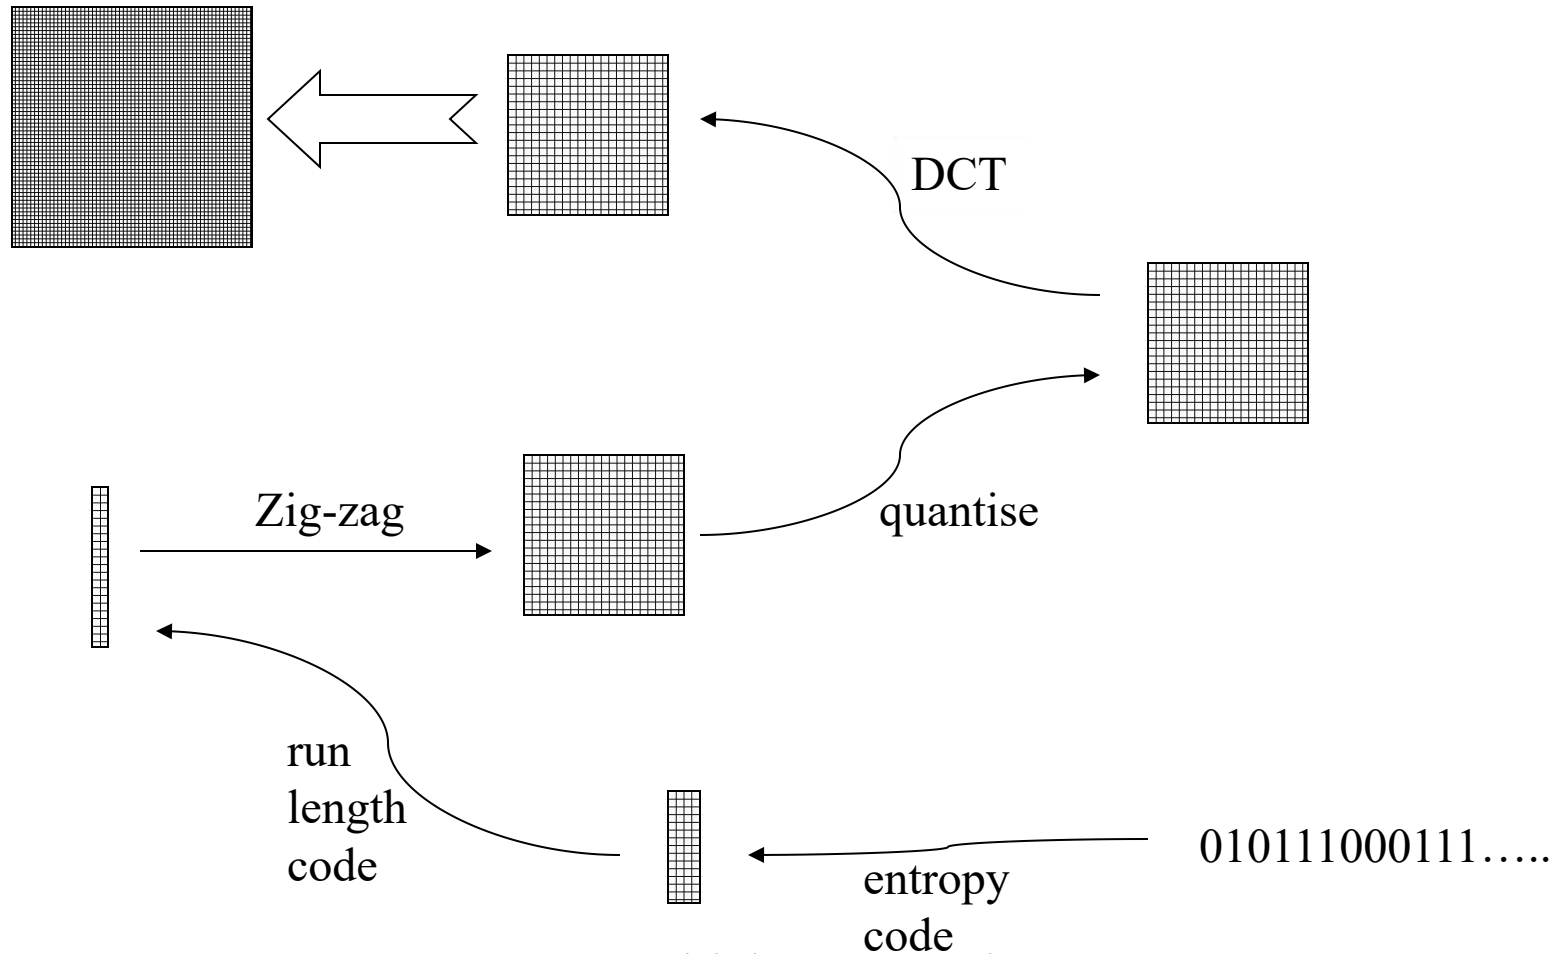 DCT
Zig-zag
quantise
run
length
code
010111000111…..
entropy
code